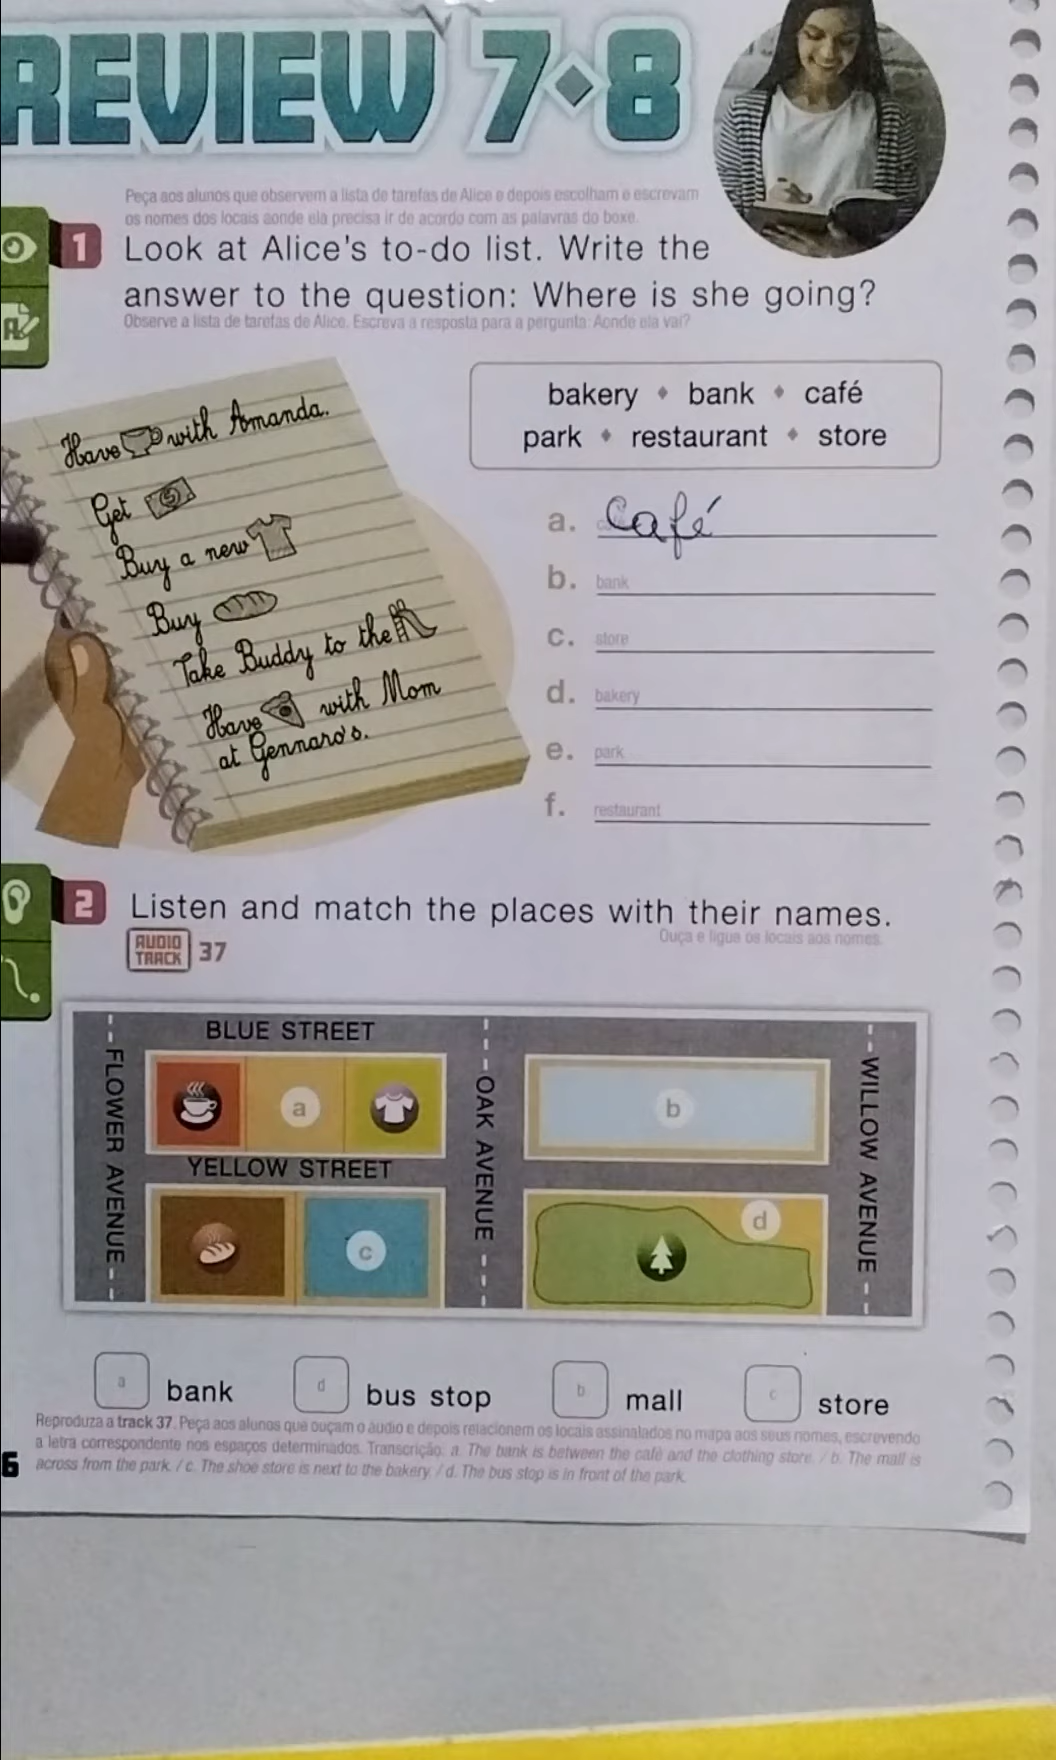 REVIEW 7◆8
Peça aos alunos que observem a lista de tarefas de Alice e depois escolham e escrevam
os nomes dos locais aonde ela precisa ir de acordo com as palavras do boxe.
1 Look at Alice's to-do list. Write the
answer to the question: Where is she going?
Observe a lista de tarefas de Alice. Escreva a resposta para a pergunta: Aonde ela vai?
Have with Amanda.
Get $
Buy a new
Buy
Take Buddy to the
Have with Mom
at Gennaro's.
bakery ◆ bank ◆ café
park ◆ restaurant ◆ store
a. Café
b. bank
c. store
d. bakery
e. park
f. restaurant
2 Listen and match the places with their names.
Ouça e ligue os locais aos nomes.
AUDIO TRACK 37
BLUE STREET
FLOWER AVENUE
a
OAK AVENUE
b
WILLOW AVENUE
YELLOW STREET
c
d
a bank
d bus stop
b mall
c store
Reproduza a track 37. Peça aos alunos que ouçam o áudio e depois relacionem os locais assinalados no mapa aos seus nomes, escrevendo
a letra correspondente nos espaços determinados. Transcrição: a. The bank is between the café and the clothing store. / b. The mall is
across from the park. / c. The shoe store is next to the bakery. / d. The bus stop is in front of the park.
6